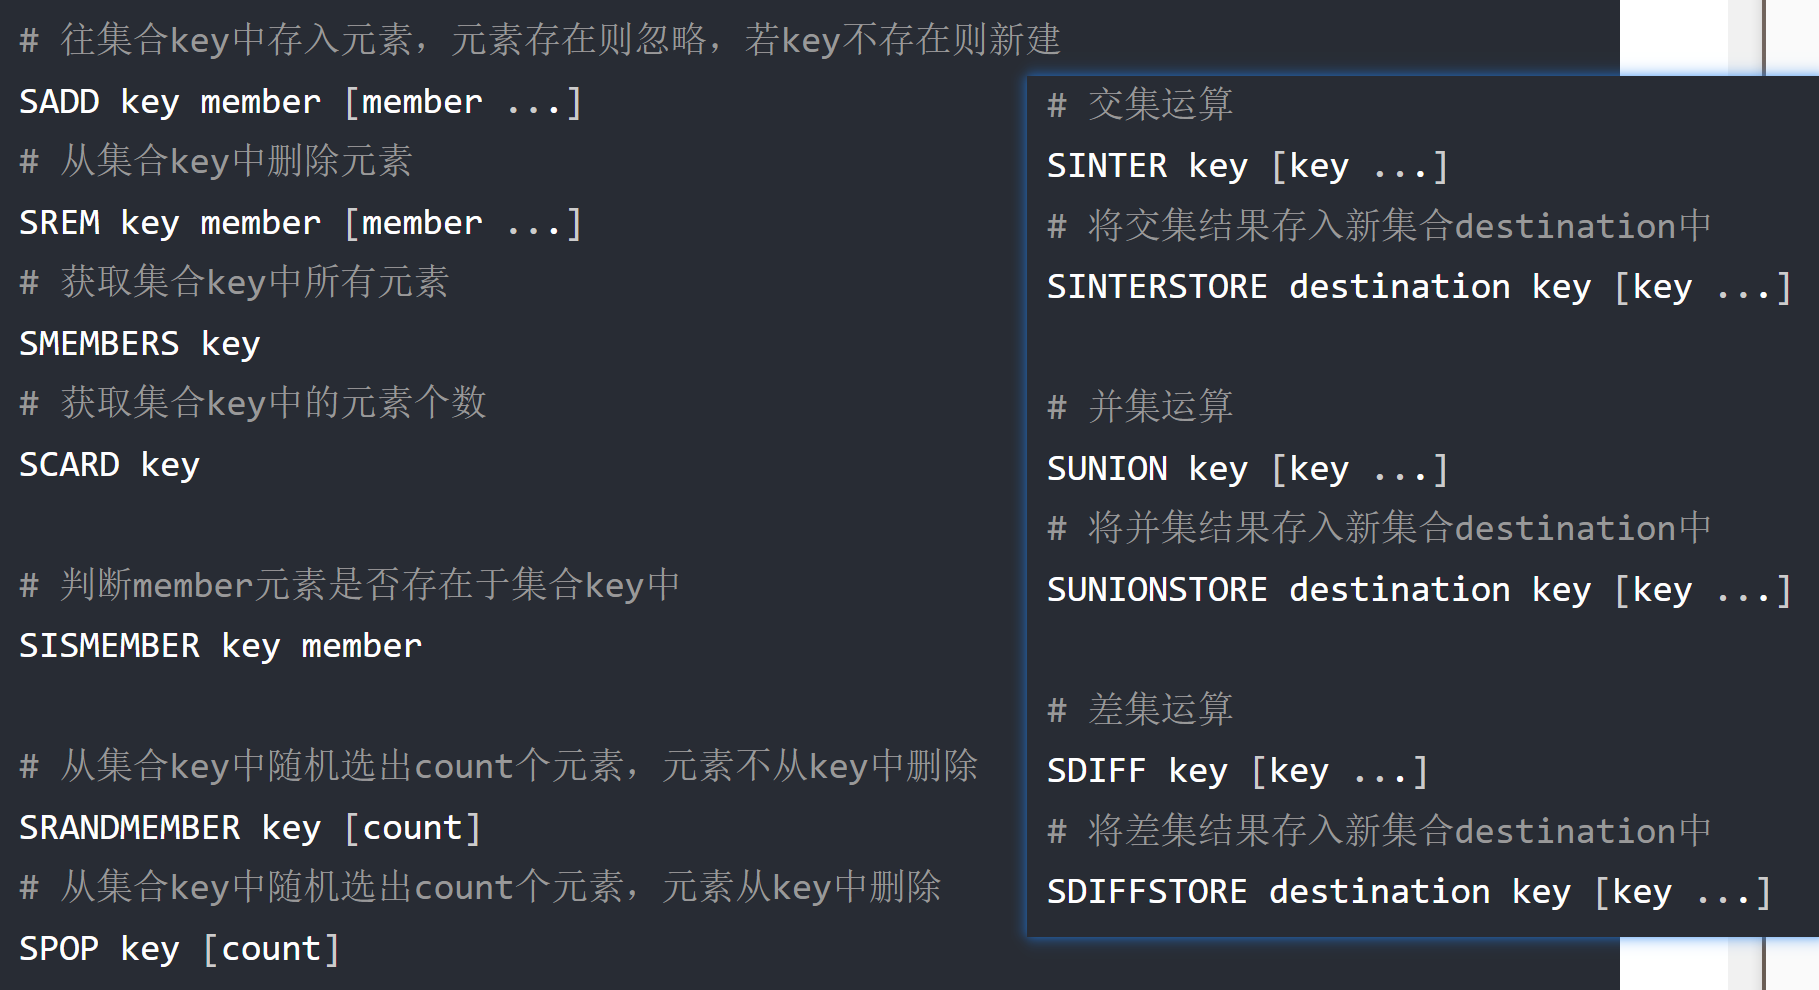 # 往集合key中存入元素，元素存在则忽略，若key不存在则新建
SADD key member [member ...]
# 从集合key中删除元素
SREM key member [member ...]
# 获取集合key中所有元素
SMEMBERS key
# 获取集合key中的元素个数
SCARD key
# 判断member元素是否存在于集合key中
SISMEMBER key member
# 从集合key中随机选出count个元素，元素不从key中删除
SRANDMEMBER key [count]
# 从集合key中随机选出count个元素，元素从key中删除
SPOP key [count]
# 交集运算
SINTER key [key ...]
# 将交集结果存入新集合destination中
SINTERSTORE destination key [key ...]
# 并集运算
SUNION key [key ...]
# 将并集结果存入新集合destination中
SUNIONSTORE destination key [key ...]
# 差集运算
SDIFF key [key ...]
# 将差集结果存入新集合destination中
SDIFFSTORE destination key [key ...]